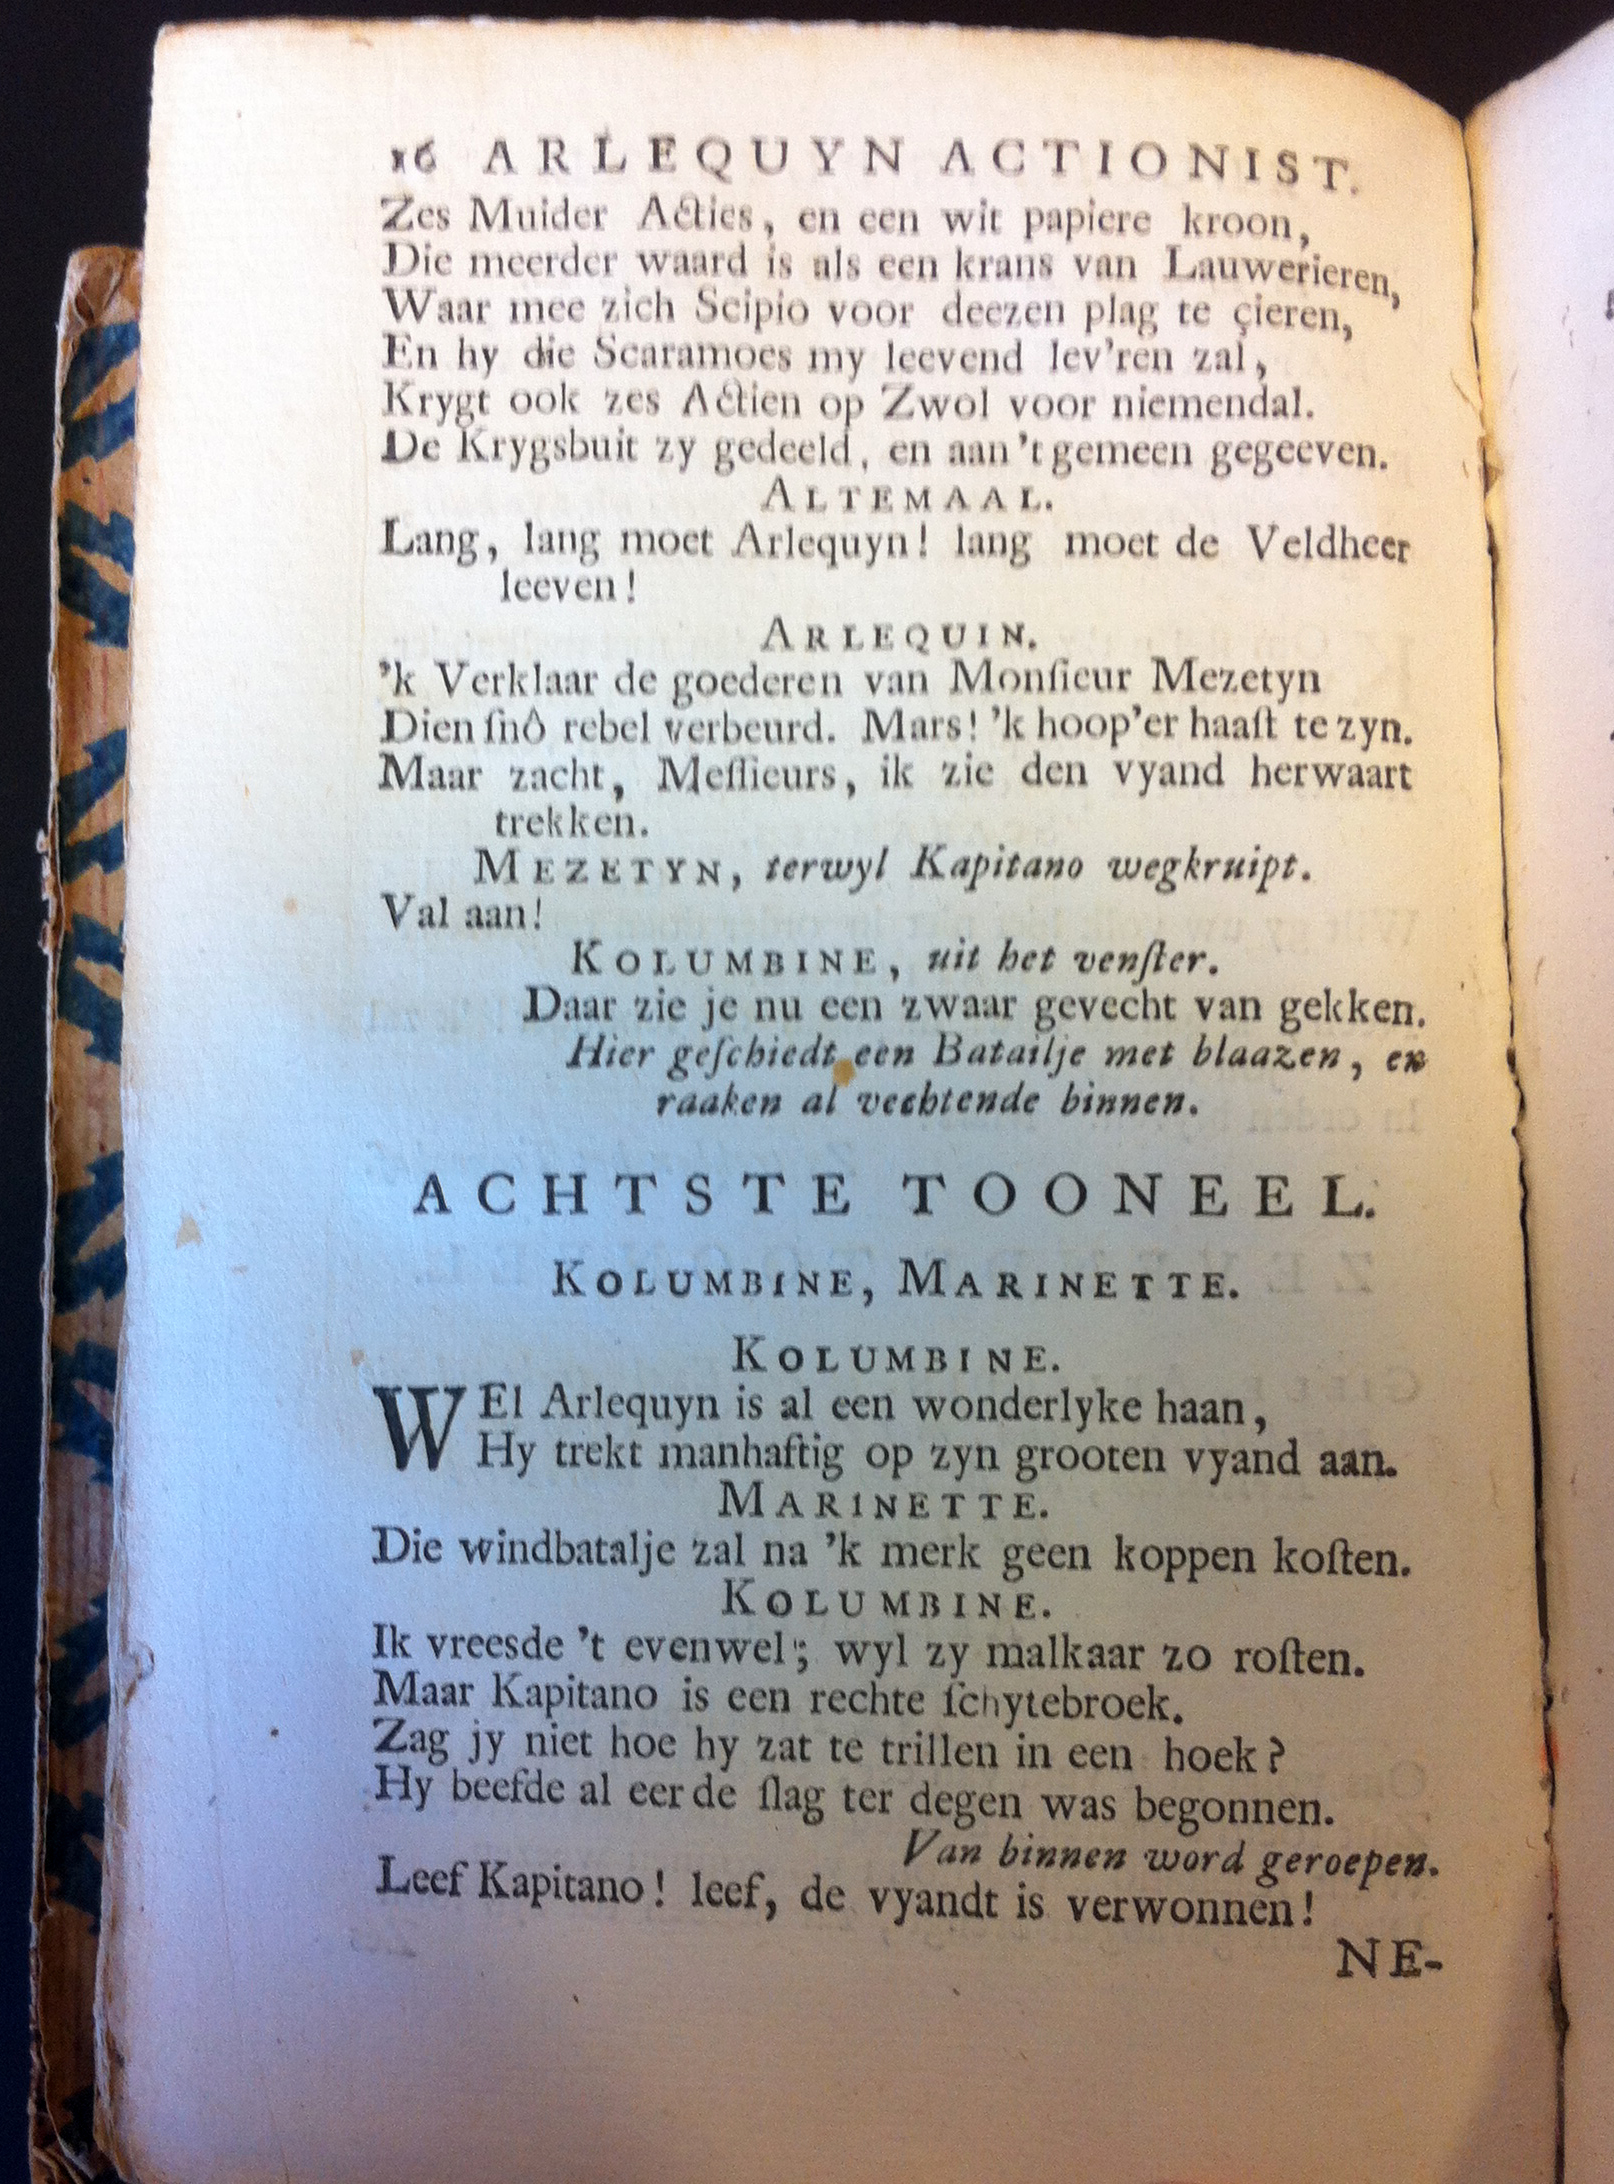 16 ARLEQUYN ACTIONIST.
Zes Muider Acties, en een wit papiere kroon,
Die meerder waard is als een krans van Lauwerieren,
Waar mee zich Scipio voor deezen plag te çieren,
En hy die Scaramoes my leevend lev'ren zal,
Krygt ook zes Actien op Zwol voor niemendal.
De Krygsbuit zy gedeeld, en aan 't gemeen gegeeven.
ALTEMAAL.
Lang, lang moet Arlequyn! lang moet de Veldheer
leeven!
ARLEQUIN.
'k Verklaar de goederen van Monſieur Mezetyn
Dien ſnô rebel verbeurd. Mars! 'k hoop'er haaſt te zyn.
Maar zacht, Meſſieurs, ik zie den vyand herwaart
trekken.
MEZETYN, terwyl Kapitano wegkruipt.
Val aan!
KOLUMBINE, uit het venſter.
Daar zie je nu een zwaar gevecht van gekken.
Hier geſchiedt een Batailje met blaazen, en
raaken al vechtende binnen.
ACHTSTE TOONEEL.
KOLUMBINE, MARINETTE.
KOLUMBINE.
WEl Arlequyn is al een wonderlyke haan,
Hy trekt manhaftig op zyn grooten vyand aan.
MARINETTE.
Die windbatalje zal na 'k merk geen koppen koſten.
KOLUMBINE.
Ik vreesde 't evenwel; wyl zy malkaar zo roſten.
Maar Kapitano is een rechte ſchytebroek.
Zag jy niet hoe hy zat te trillen in een hoek?
Hy beefde al eer de ſlag ter degen was begonnen.
Van binnen word geroepen.
Leef Kapitano! leef, de vyandt is verwonnen!
NE-